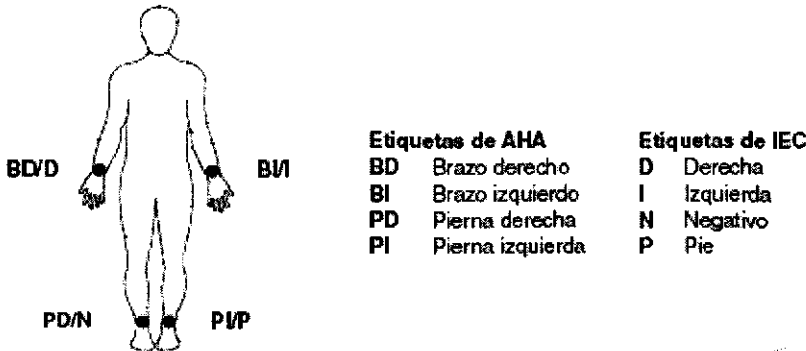 BD/D
BI/I
PD/N
PI/P
Etiquetas de AHA
BD Brazo derecho
BI Brazo izquierdo
PD Pierna derecha
PI Pierna izquierda
Etiquetas de IEC
D Derecha
I Izquierda
N Negativo
P Pie